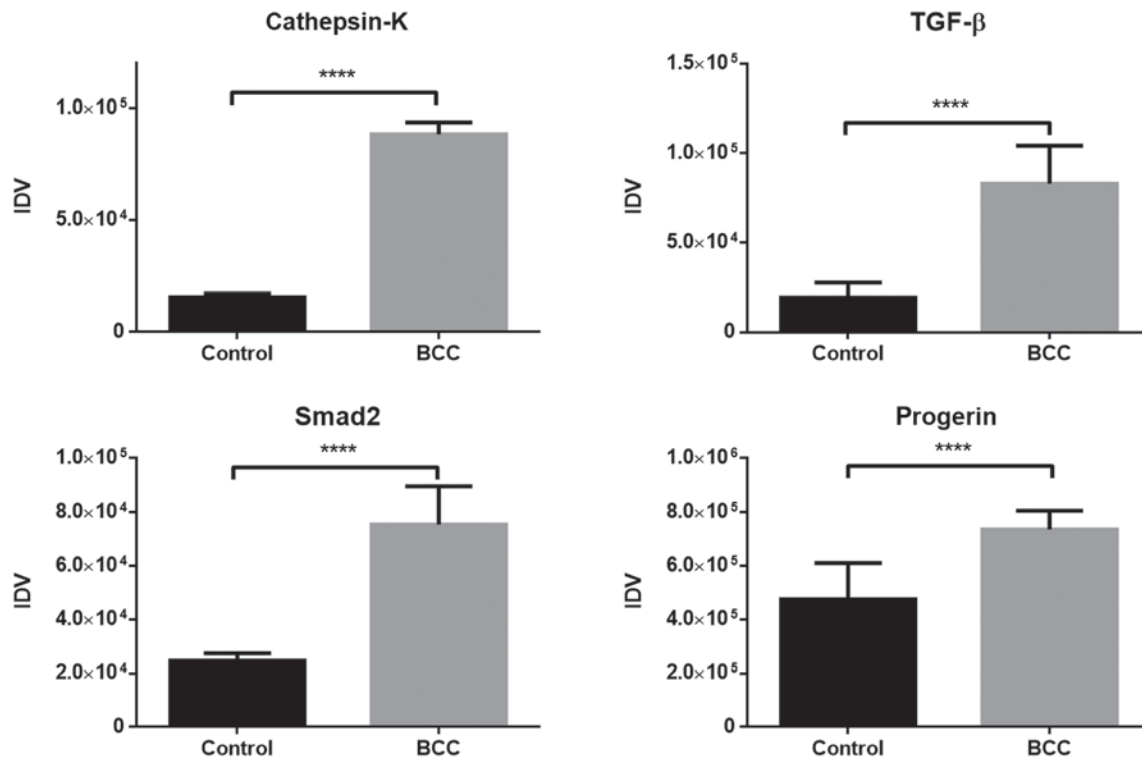 Cathepsin-K
****
1.0×10⁵
5.0×10⁴
0
IDV
Control BCC
TGF-β
****
1.5×10⁵
1.0×10⁵
5.0×10⁴
0
IDV
Control BCC
Smad2
****
1.0×10⁵
8.0×10⁴
6.0×10⁴
4.0×10⁴
2.0×10⁴
0
IDV
Control BCC
Progerin
****
1.0×10⁶
8.0×10⁵
6.0×10⁵
4.0×10⁵
2.0×10⁵
0
IDV
Control BCC